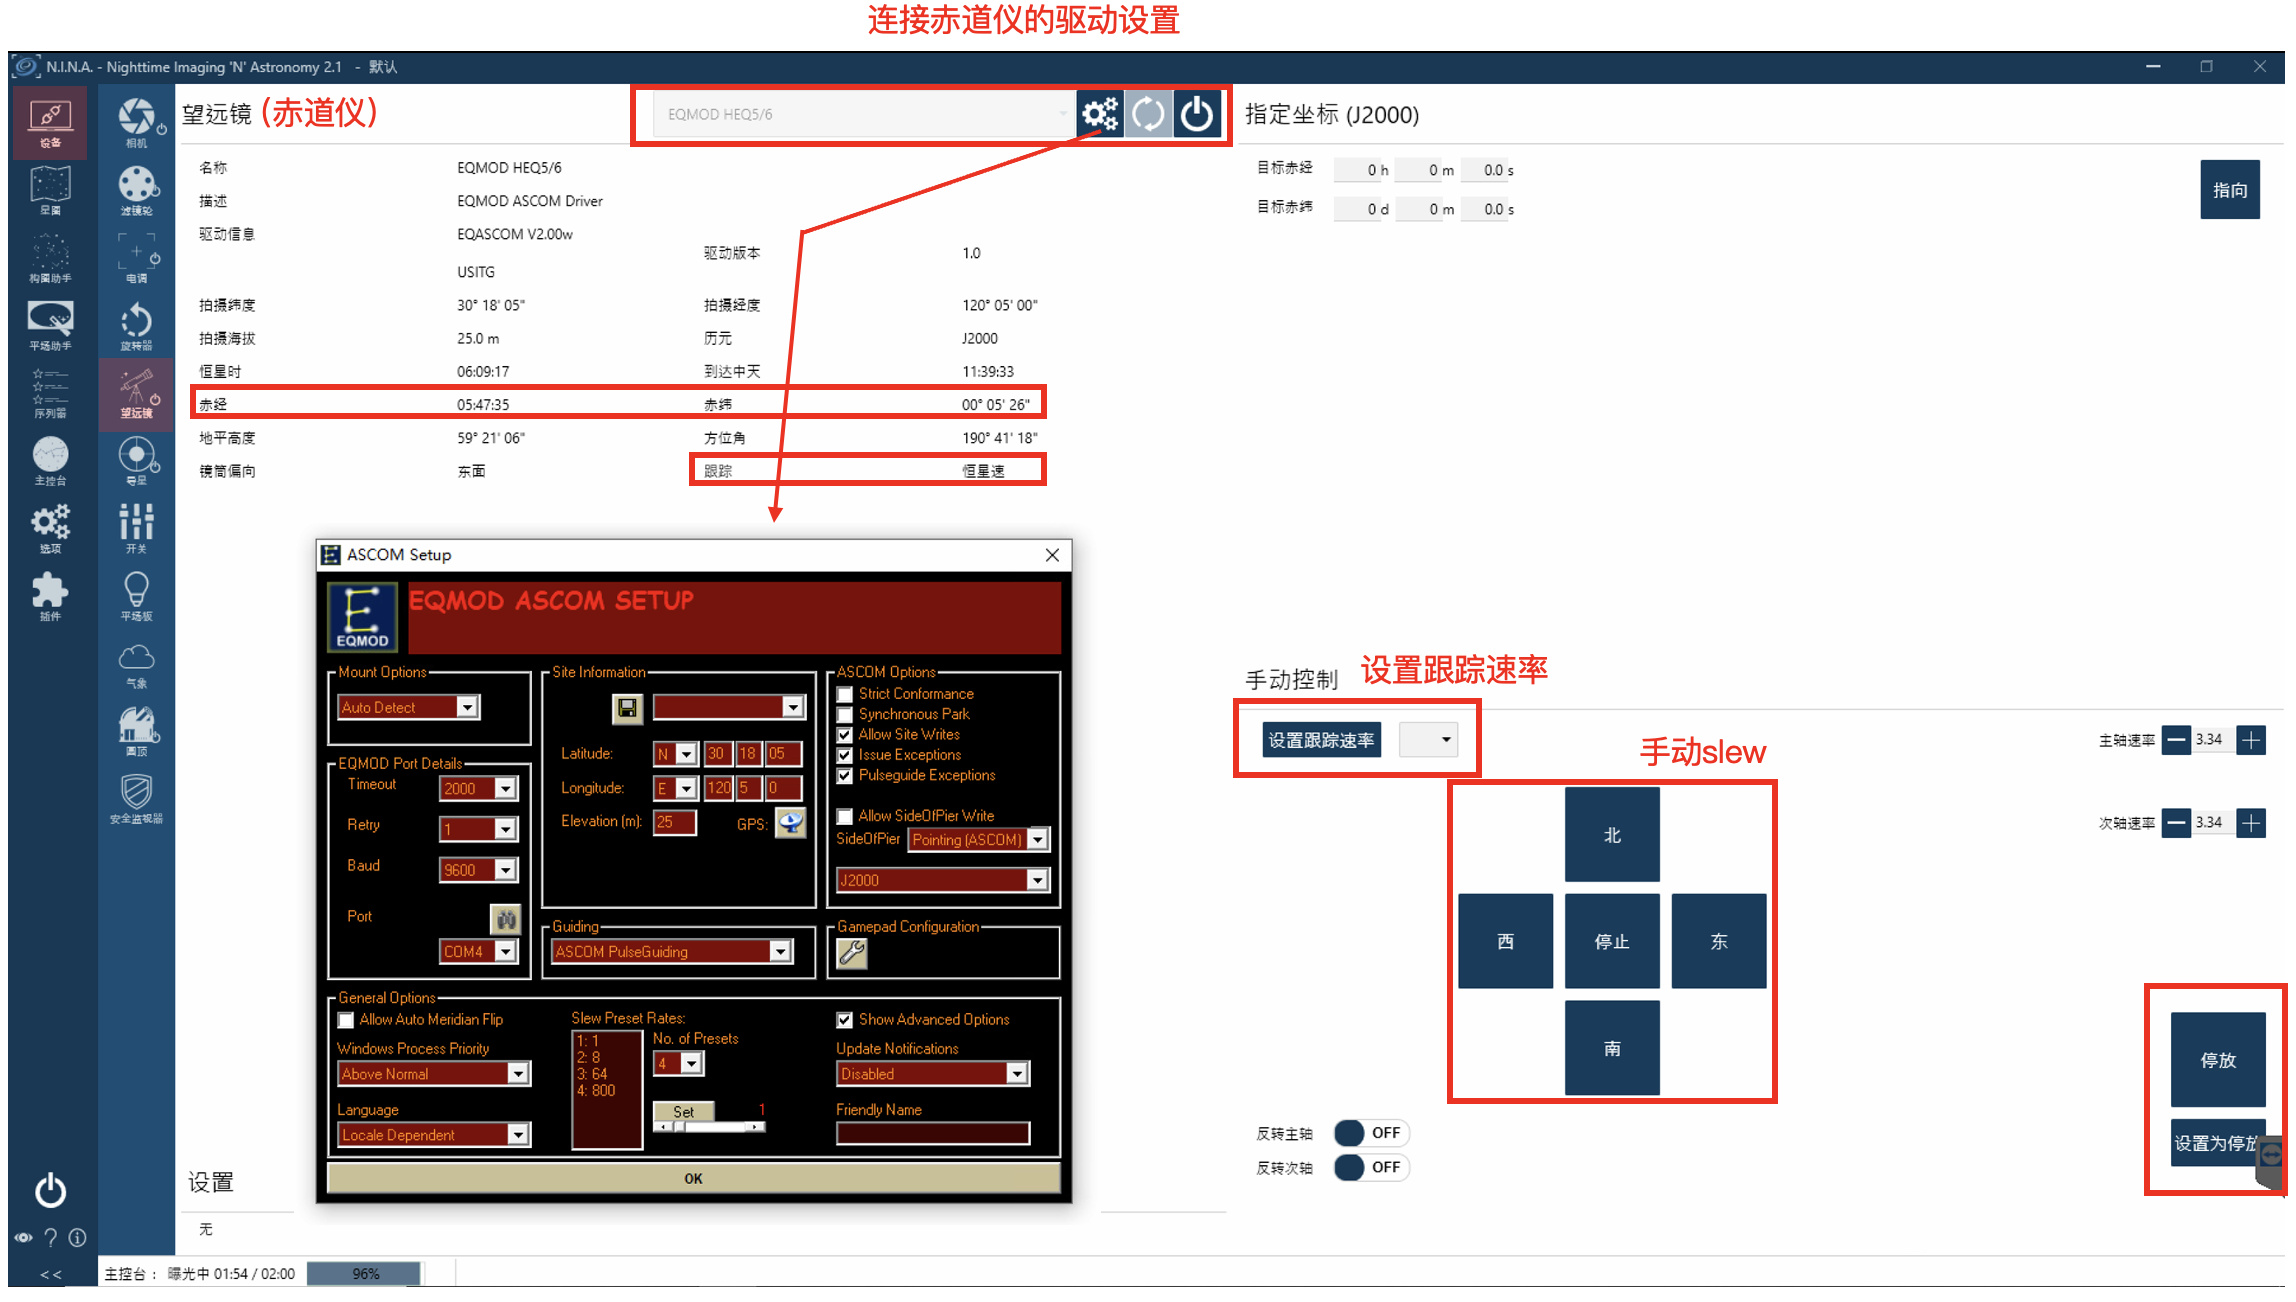 连接赤道仪的驱动设置
N.I.N.A. - Nighttime Imaging 'N' Astronomy 2.1 - 默认
设备
星图
构图助手
平场助手
序列器
主控台
选项
插件
<<
相机
滤镜轮
电调
旋转器
望远镜
导星
开关
平场板
气象
圆顶
安全监视器
望远镜 (赤道仪)
EQMOD HEQ5/6
名称 EQMOD HEQ5/6
描述 EQMOD ASCOM Driver
驱动信息 EQASCOM V2.00w
USITG
驱动版本 1.0
拍摄纬度 30° 18' 05" 拍摄经度 120° 05' 00"
拍摄海拔 25.0 m 历元 J2000
恒星时 06:09:17 到达中天 11:39:33
赤经 05:47:35 赤纬 00° 05' 26"
地平高度 59° 21' 06" 方位角 190° 41' 18"
镜筒偏向 东面 跟踪 恒星速
ASCOM Setup
EQMOD ASCOM SETUP
EQMOD
Mount Options
Auto Detect
EQMOD Port Details
Timeout 2000
Retry 1
Baud 9600
Port
COM4
Site Information
Latitude: N 30 18 05
Longitude: E 120 5 0
Elevation (m): 25 GPS:
Guiding
ASCOM PulseGuiding
ASCOM Options
Strict Conformance
Synchronous Park
Allow Site Writes
Issue Exceptions
Pulseguide Exceptions
Allow SideOfPier Write
SideOfPier Pointing (ASCOM)
J2000
Gamepad Configuration
General Options
Allow Auto Meridian Flip
Windows Process Priority
Above Normal
Language
Locale Dependent
Slew Preset Rates:
1: 1
2: 8
3: 64
4: 800
No. of Presets
4
Set 1
Show Advanced Options
Update Notifications
Disabled
Friendly Name
OK
设置
无
主控台： 曝光中 01:54 / 02:00 96%
指定坐标 (J2000)
目标赤经 0 h 0 m 0.0 s
目标赤纬 0 d 0 m 0.0 s
指向
手动控制 设置跟踪速率
设置跟踪速率
手动slew
主轴速率 3.34
次轴速率 3.34
北
西 停止 东
南
反转主轴 OFF
反转次轴 OFF
停放
设置为停放